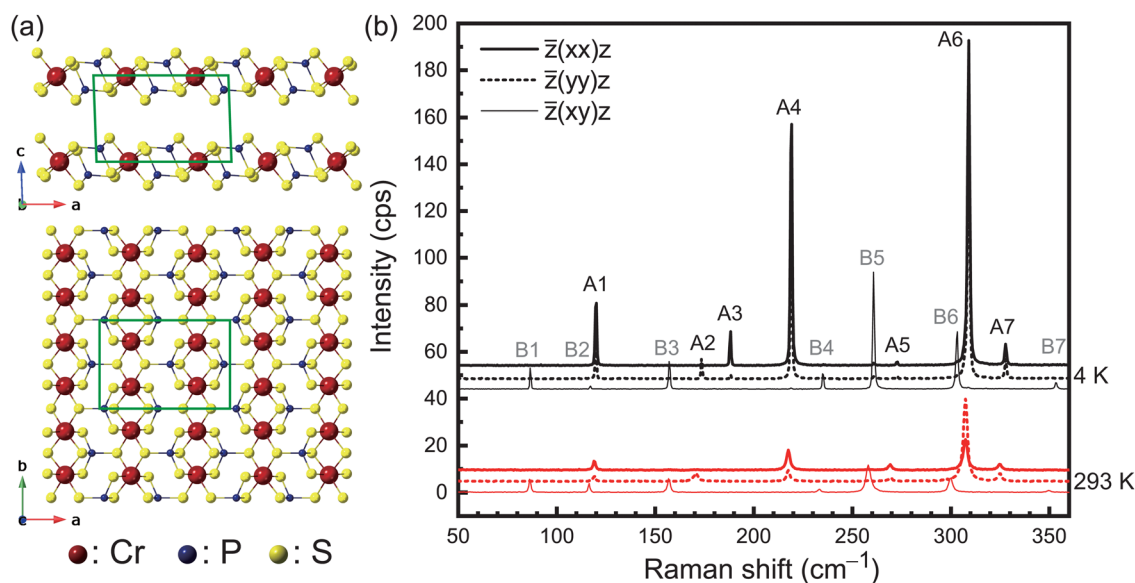 (a)
c
b
a
b
c
a
: Cr
: P
: S
(b)
z̅(xx)z
z̅(yy)z
z̅(xy)z
Intensity (cps)
200
180
160
140
120
100
80
60
40
20
0
A6
A4
B5
A1
A3
B6
B1
B2
B3
A2
B4
A5
A7
B7
4 K
293 K
50
100
150
200
250
300
350
Raman shift (cm⁻¹)